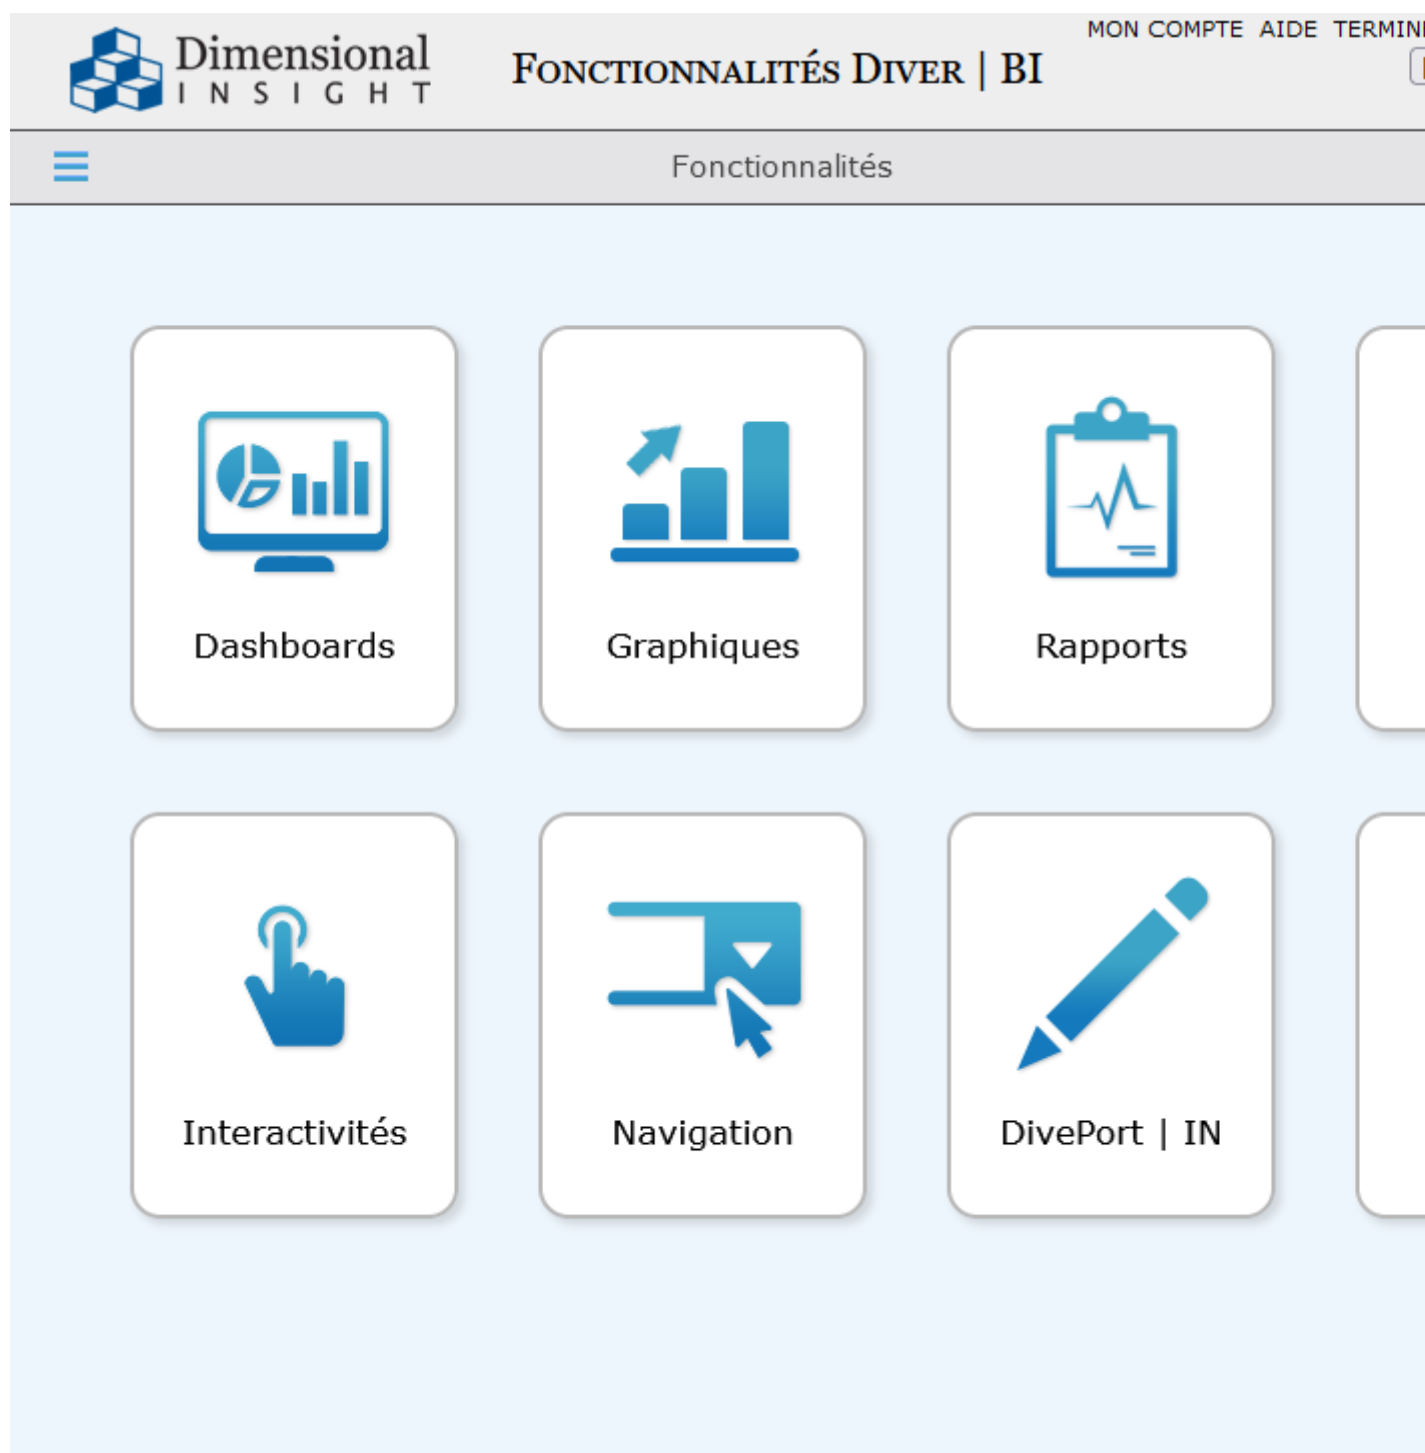 Dimensional
INSIGHT
FONCTIONNALITÉS DIVER | BI
MON COMPTE AIDE
Fonctionnalités
Dashboards
Graphiques
Rapports
Interactivités
Navigation
DivePort | IN